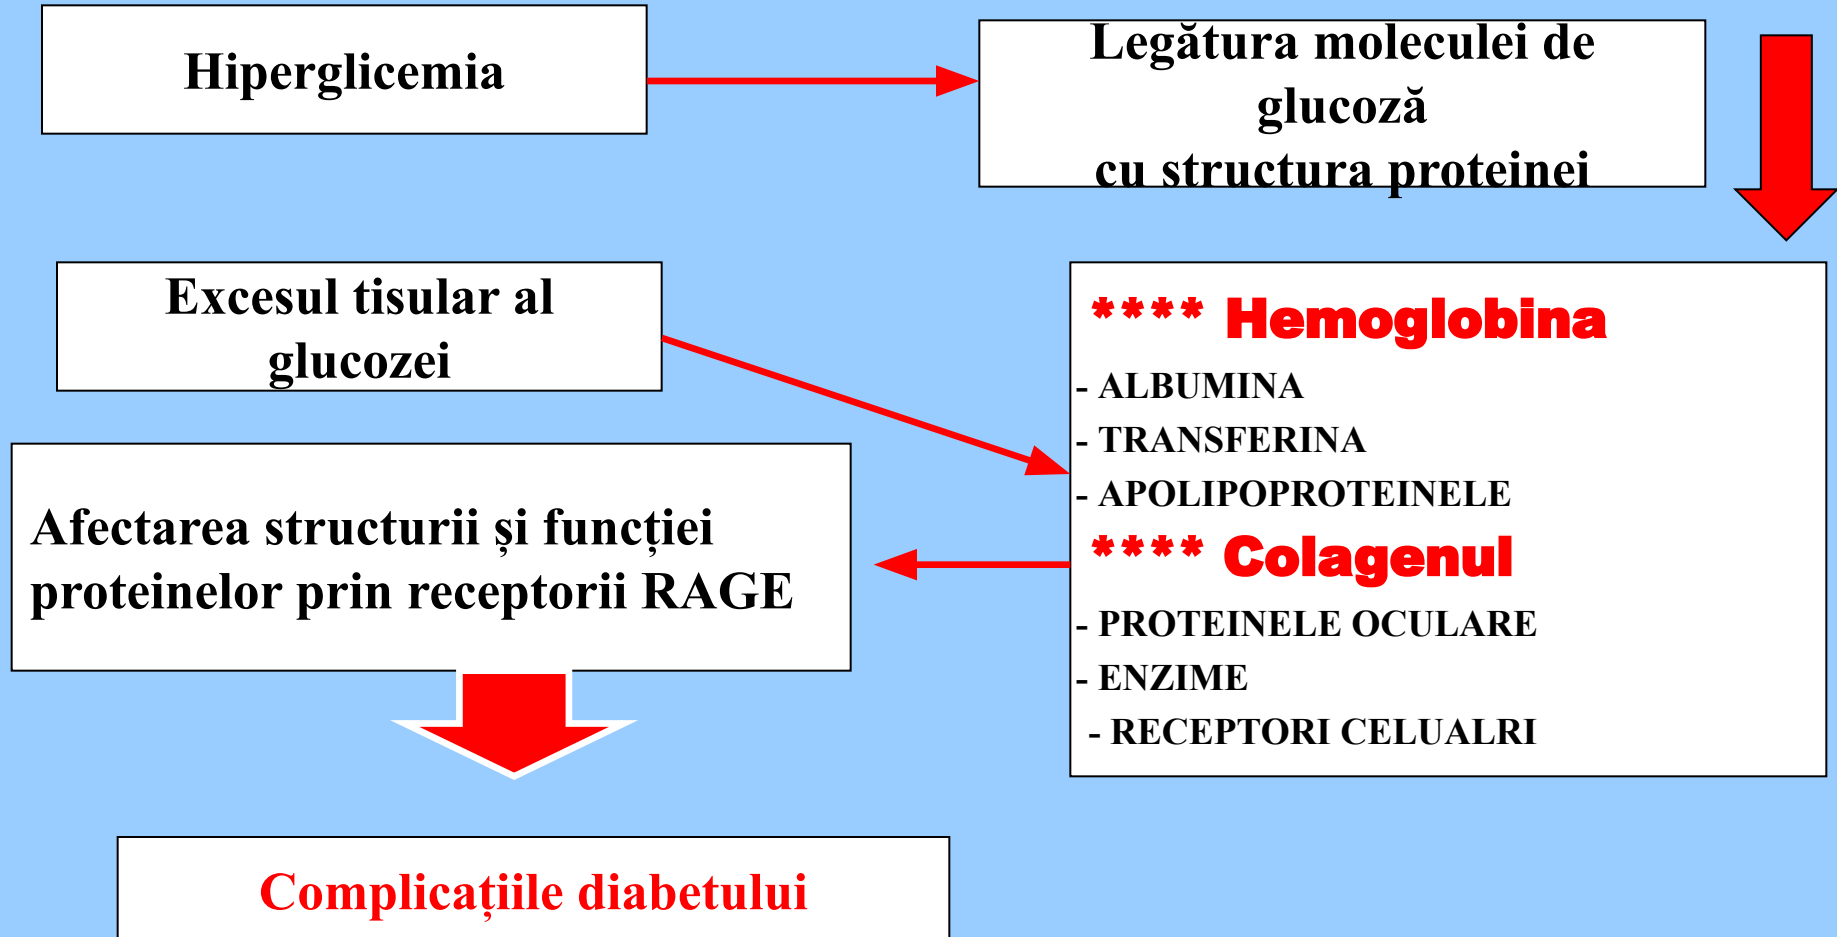 Hiperglicemia
Legătura moleculei de
glucoză
cu structura proteinei
Excesul tisular al
glucozei
**** Hemoglobina
- ALBUMINA
- TRANSFERINA
- APOLIPOPROTEINELE
**** Colagenul
- PROTEINELE OCULARE
- ENZIME
- RECEPTORI CELUALRI
Afectarea structurii și funcției
proteinelor prin receptorii RAGE
Complicațiile diabetului